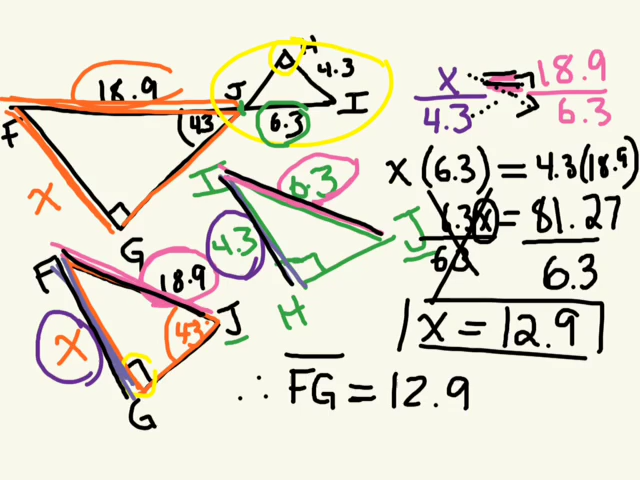 18.9
J
H
4.3
I
F
43
6.3
X
G
X/4.3 = 18.9/6.3
X(6.3) = 4.3(18.9)
6.3x/6.3 = 81.27/6.3
X = 12.9
I
6.3
4.3
J
H
F
18.9
X
43
J
G
∴ FG = 12.9